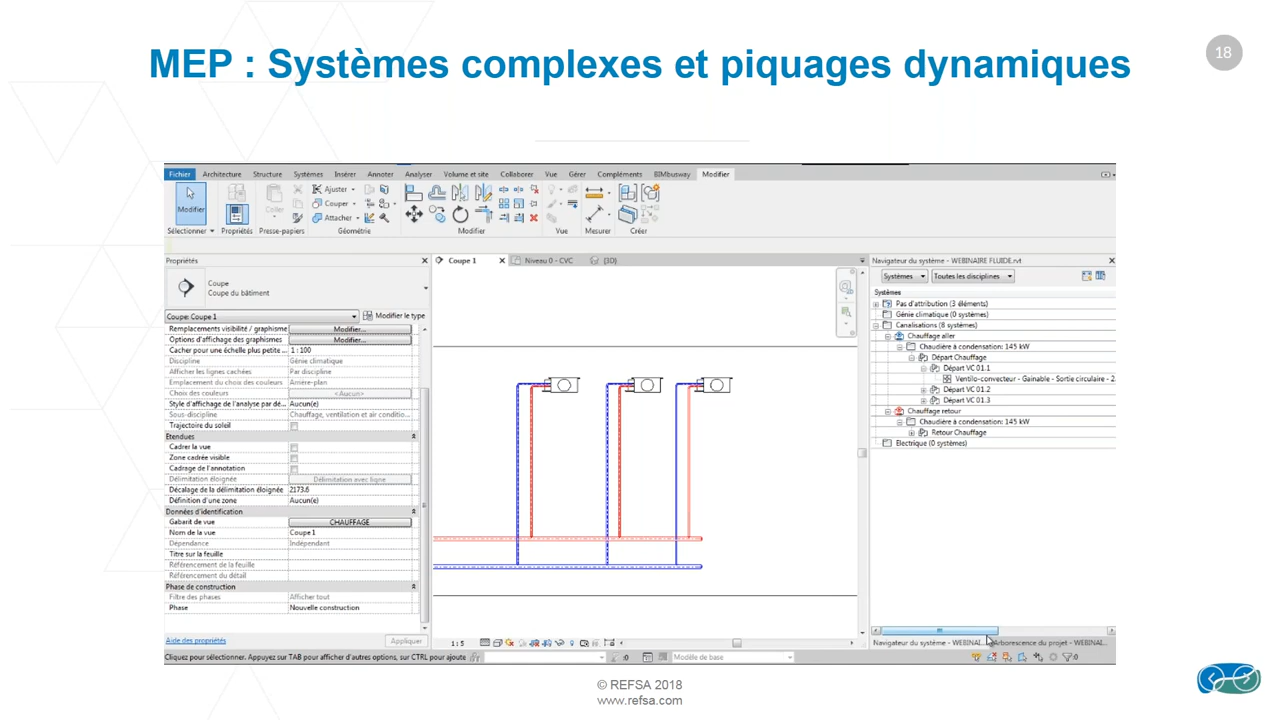 MEP : Systèmes complexes et piquages dynamiques
18
Fichier Architecture Structure Systèmes Insérer Annoter Analyser Volume et site Collaborer Vue Gérer Compléments BIMbusway Modifier
Modifier
Propriétés
Coller
Ajuster
Couper
Attacher
Sélectionner Propriétés Presse-papiers Géométrie Modifier Vue Mesurer Créer
Propriétés
Coupe
Coupe du bâtiment
Coupe: Coupe 1 Modifier le type
Remplacements visibilité / graphisme Modifier...
Options d'affichage des graphismes Modifier...
Cacher pour une échelle plus petite ... 1 : 100
Discipline Génie climatique
Afficher les lignes cachées Par discipline
Emplacement du choix des couleurs Arrière-plan
Choix des couleurs <Aucun>
Style d'affichage de l'analyse par dé... Aucun(e)
Sous-discipline Chauffage, ventilation et air conditio...
Trajectoire du soleil
Etendues
Cadrer la vue
Zone cadrée visible
Cadrage de l'annotation
Délimitation éloignée Délimitation avec ligne
Décalage de la délimitation éloignée 2173.6
Définition d'une zone Aucun(e)
Données d'identification
Gabarit de vue CHAUFFAGE
Nom de la vue Coupe 1
Dépendance Indépendant
Titre sur la feuille
Référencement de la feuille
Référencement du détail
Phase de construction
Filtre des phases Afficher tout
Phase Nouvelle construction
Aide des propriétés Appliquer
Coupe 1 Niveau 0 - CVC {3D}
1 : 5
Navigateur du système - WEBINAIRE FLUIDE.rvt
Systèmes Toutes les disciplines
Systèmes
Pas d'attribution (3 éléments)
Génie climatique (0 systèmes)
Canalisations (8 systèmes)
Chauffage aller
Chaudière à condensation: 145 kW
Départ Chauffage
Départ VC 01.1
Ventilo-convecteur - Gainable - Sortie circulaire - 2
Départ VC 01.2
Départ VC 01.3
Chauffage retour
Chaudière à condensation: 145 kW
Retour Chauffage
Electrique (0 systèmes)
Navigateur du système - WEBINAI... Arborescence du projet - WEBINAL...
Cliquez pour sélectionner. Appuyez sur TAB pour afficher d'autres options, sur CTRL pour ajoute :0 Modèle de base :0
© REFSA 2018
www.refsa.com